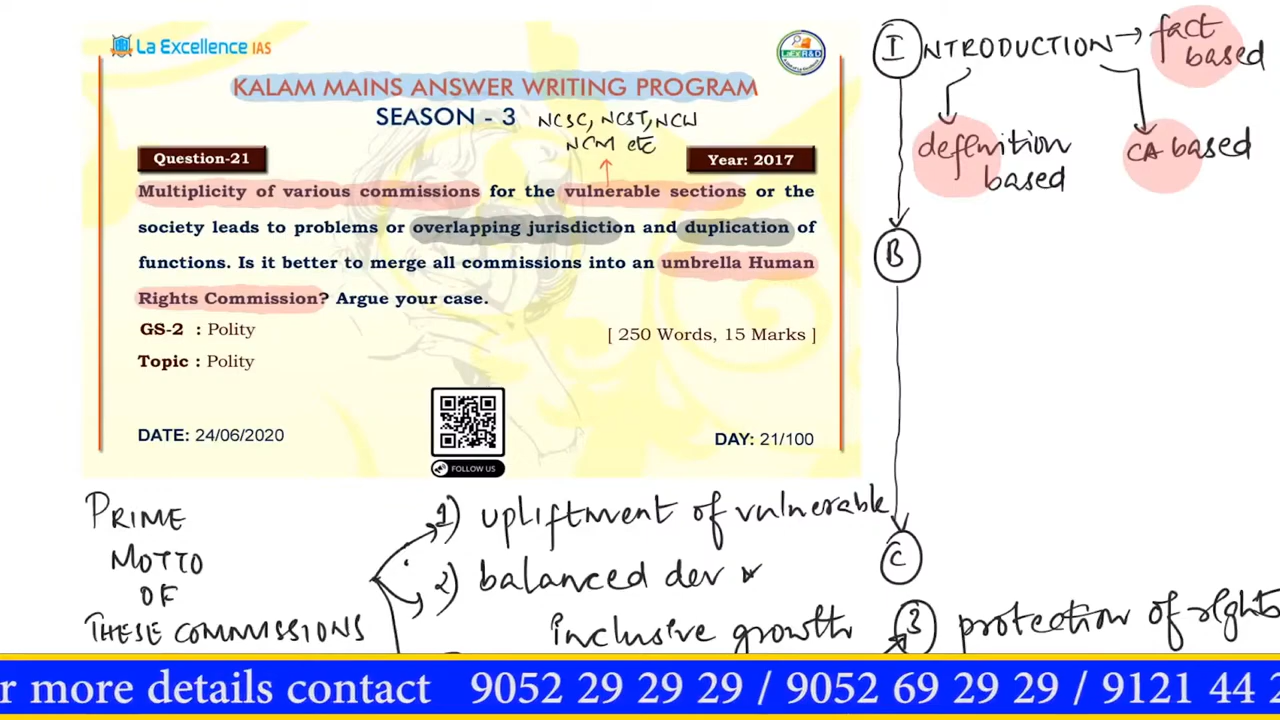 La Excellence IAS
LaEx R&D
KALAM MAINS ANSWER WRITING PROGRAM
SEASON - 3
NCSC, NCST, NCW
NCM etc
Question-21
Year: 2017
Multiplicity of various commissions for the vulnerable sections or the
society leads to problems or overlapping jurisdiction and duplication of
functions. Is it better to merge all commissions into an umbrella Human
Rights Commission? Argue your case.
GS-2 : Polity
[ 250 Words, 15 Marks ]
Topic : Polity
DATE: 24/06/2020
FOLLOW US
DAY: 21/100
INTRODUCTION → fact
based
definition
based
CA based
B
C
PRIME
MOTTO
OF
THESE COMMISSIONS
1) upliftment of vulnerable
2) balanced dev
inclusive growth
3) protection of rights
r more details contact 9052 29 29 29 / 9052 69 29 29 / 9121 44 2